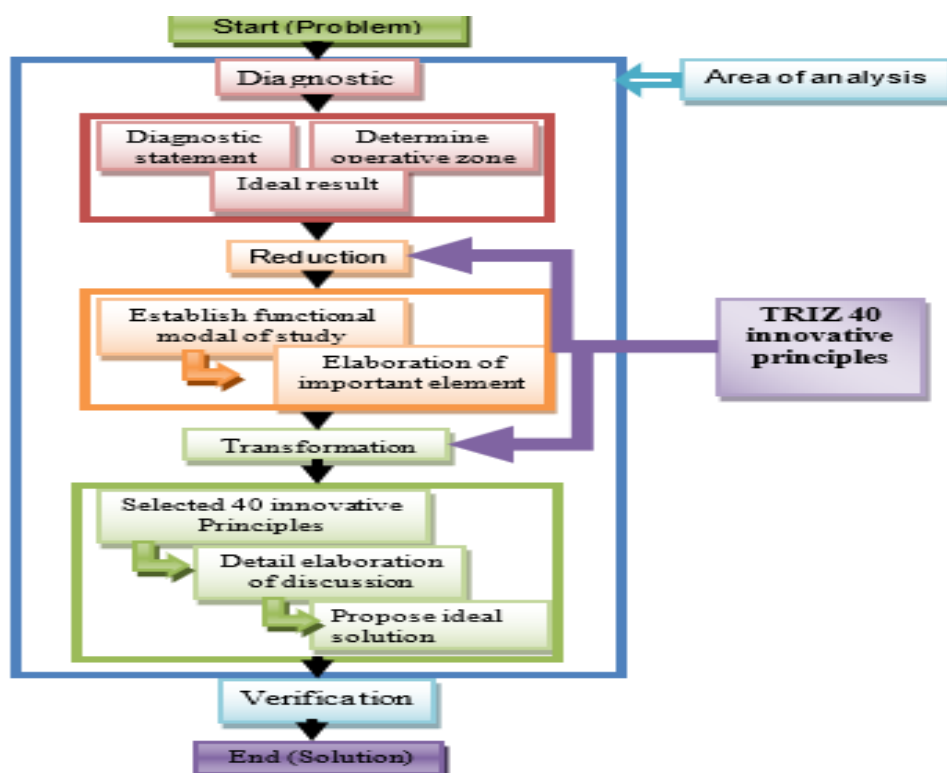 Start (Problem)
Diagnostic
Area of analysis
Diagnostic
statement
Determine
operative zone
Ideal result
Reduction
Establish functional
modal of study
Elaboration of
important element
TRIZ 40
innovative
principles
Transformation
Selected 40 innovative
Principles
Detail elaboration
of discussion
Propose ideal
solution
Verification
End (Solution)